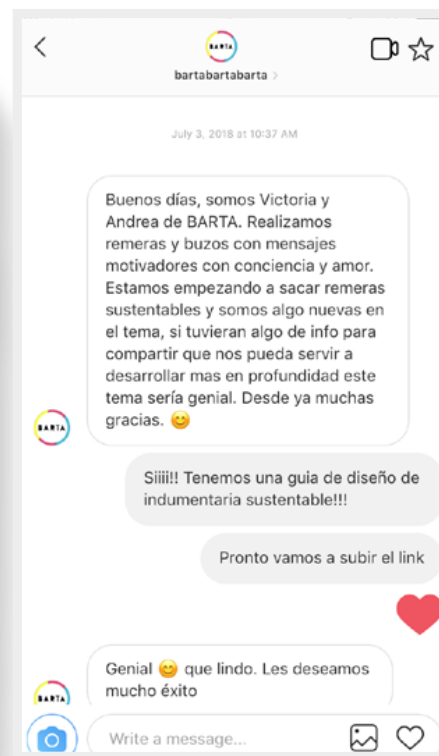 BARTA
bartabartabarta >
July 3, 2018 at 10:37 AM
Buenos días, somos Victoria y
Andrea de BARTA. Realizamos
remeras y buzos con mensajes
motivadores con conciencia y amor.
Estamos empezando a sacar remeras
sustentables y somos algo nuevas en
el tema, si tuvieran algo de info para
compartir que nos pueda servir a
desarrollar mas en profundidad este
tema sería genial. Desde ya muchas
gracias. 😊
BARTA
Siiii!! Tenemos una guia de diseño de
indumentaria sustentable!!!
Pronto vamos a subir el link
Genial 😊 que lindo. Les deseamos
mucho éxito
BARTA
Write a message...